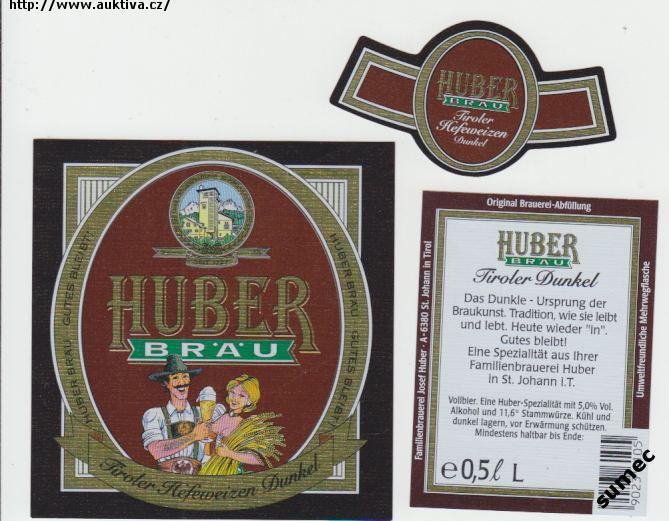 http://www.auktiva.cz/
HUBER
BRÄU
Tiroler
Hefeweizen
Dunkel
HUBER BRÄU · GUTES BLEIBT!
HUBER BRÄU · GUTES BLEIBT!
HUBER
BRÄU
Tiroler Hefeweizen Dunkel
Original Brauerei-Abfüllung
Familienbrauerei Josef Huber · A-6380 St. Johann in Tirol
HUBER
BRÄU
Tiroler Dunkel
Das Dunkle - Ursprung der
Braukunst. Tradition, wie sie leibt
und lebt. Heute wieder "in".
Gutes bleibt!
Eine Spezialität aus Ihrer
Familienbrauerei Huber
in St. Johann i.T.
Vollbier. Eine Huber-Spezialität mit 5,0% Vol.
Alkohol und 11,6° Stammwürze. Kühl und
dunkel lagern, vor Erwärmung schützen.
Mindestens haltbar bis Ende:
e 0,5 l L
Umweltfreundliche Mehrwegflasche
sumec